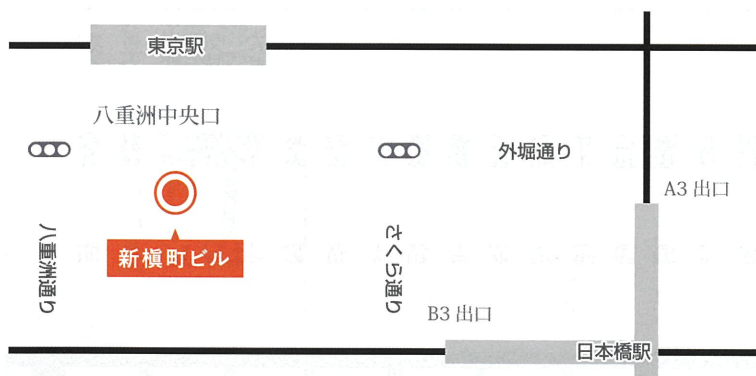 東京駅
八重洲中央口
外堀通り
A3 出口
八重洲通り
新槇町ビル
さくら通り
B3 出口
日本橋駅